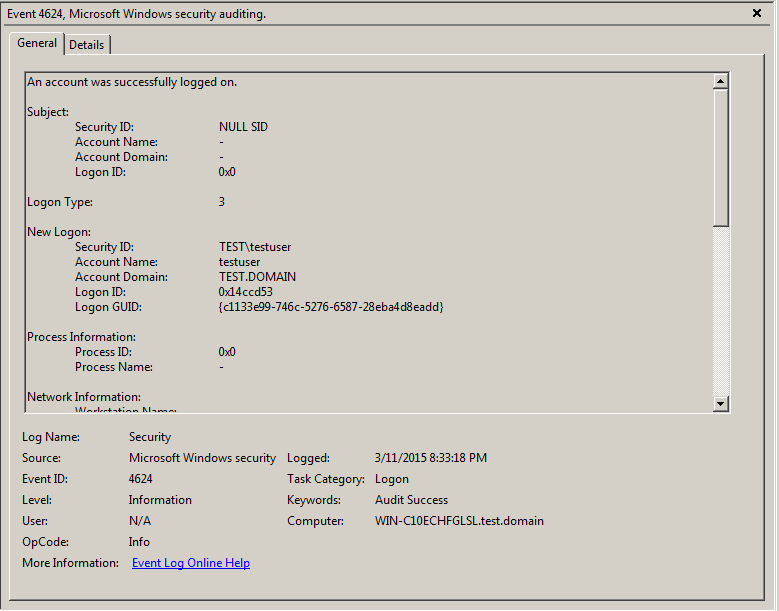 Event 4624, Microsoft Windows security auditing.
General Details
An account was successfully logged on.
Subject:
Security ID: NULL SID
Account Name: -
Account Domain: -
Logon ID: 0x0
Logon Type: 3
New Logon:
Security ID: TEST\testuser
Account Name: testuser
Account Domain: TEST.DOMAIN
Logon ID: 0x14ccd53
Logon GUID: {c1133e99-746c-5276-6587-28eba4d8eadd}
Process Information:
Process ID: 0x0
Process Name: -
Network Information:
Workstation Name:
Log Name: Security
Source: Microsoft Windows security Logged: 3/11/2015 8:33:18 PM
Event ID: 4624 Task Category: Logon
Level: Information Keywords: Audit Success
User: N/A Computer: WIN-C10ECHFGLSL.test.domain
OpCode: Info
More Information: Event Log Online Help